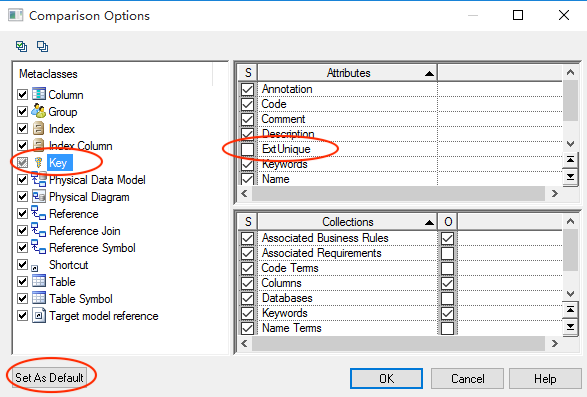 Comparison Options
Metaclasses
Column
Group
Index
Index Column
Key
Physical Data Model
Physical Diagram
Reference
Reference Join
Reference Symbol
Shortcut
Table
Table Symbol
Target model reference
S Attributes
Annotation
Code
Comment
Description
ExtUnique
Keywords
Name
S Collections O
Associated Business Rules
Associated Requirements
Code Terms
Columns
Databases
Keywords
Name Terms
Set As Default
OK
Cancel
Help